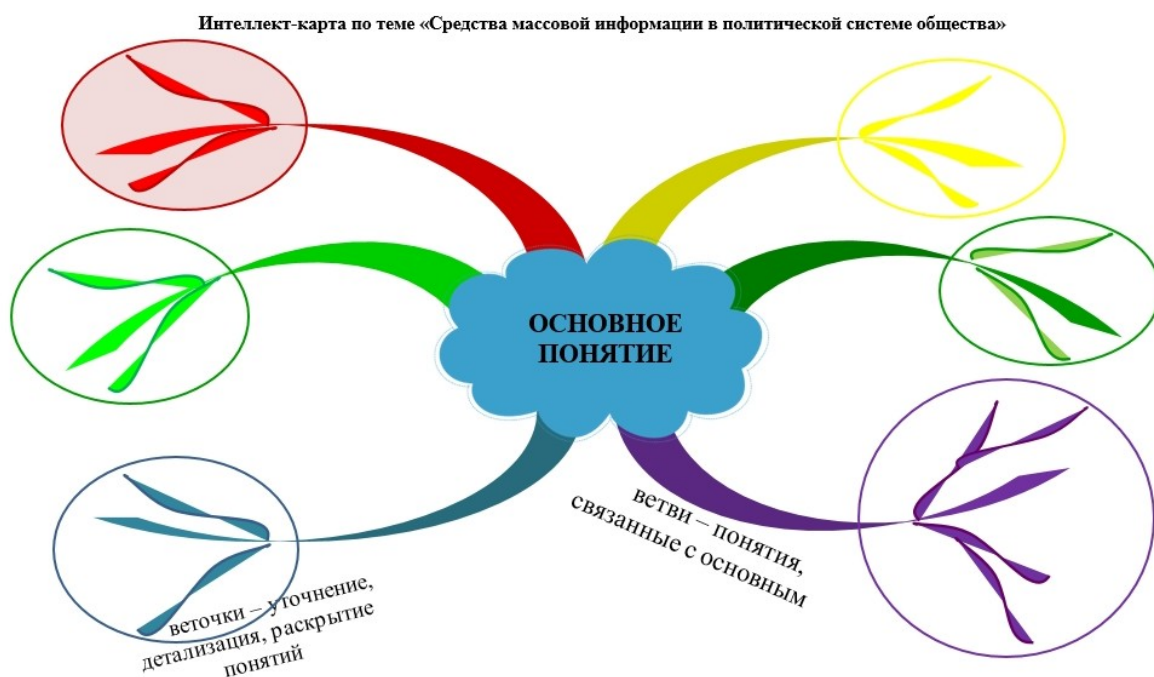 Интеллект-карта по теме «Средства массовой информации в политической системе общества»
ОСНОВНОЕ
ПОНЯТИЕ
ветви – понятия,
связанные с основным
веточки – уточнение,
детализация, раскрытие
понятий